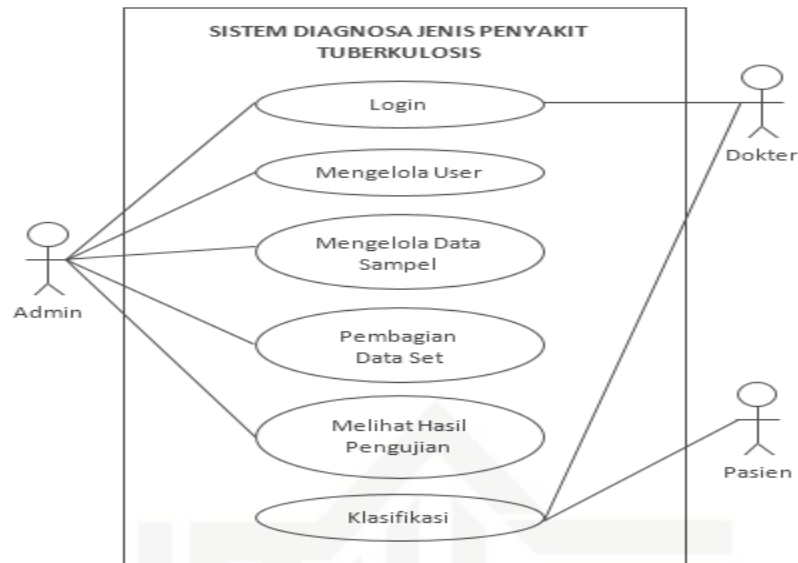 SISTEM DIAGNOSA JENIS PENYAKIT
TUBERKULOSIS
Login
Dokter
Mengelola User
Mengelola Data
Sampel
Admin
Pembagian
Data Set
Melihat Hasil
Pengujian
Pasien
Klasifikasi